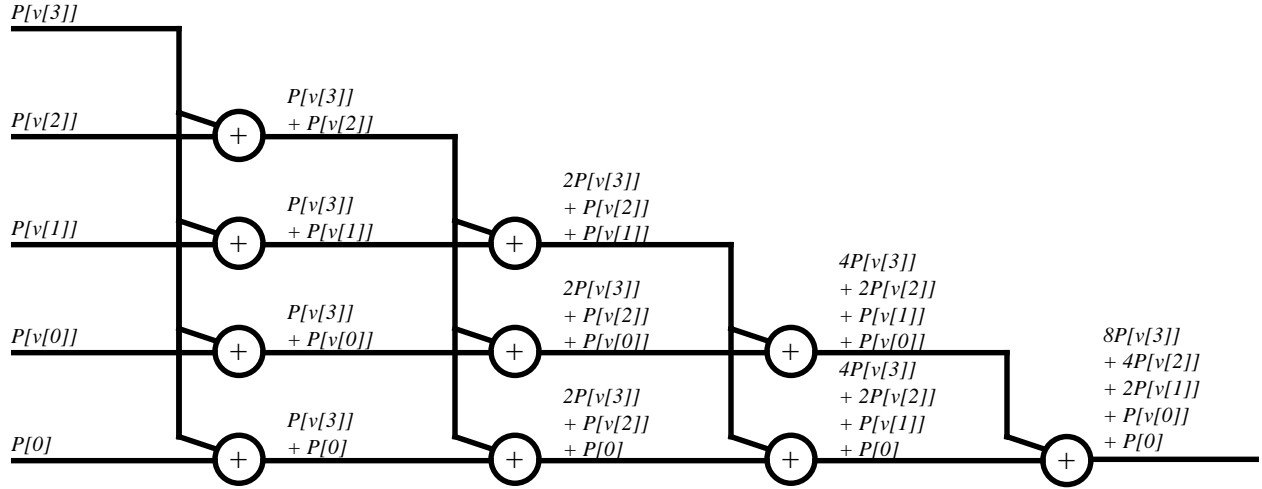 P[v[3]]
P[v[2]]
+
P[v[3]]
+ P[v[2]]
P[v[1]]
+
P[v[3]]
+ P[v[1]]
+
2P[v[3]]
+ P[v[2]]
+ P[v[1]]
P[v[0]]
+
P[v[3]]
+ P[v[0]]
+
2P[v[3]]
+ P[v[2]]
+ P[v[0]]
+
4P[v[3]]
+ 2P[v[2]]
+ P[v[1]]
+ P[v[0]]
P[0]
+
P[v[3]]
+ P[0]
+
2P[v[3]]
+ P[v[2]]
+ P[0]
+
4P[v[3]]
+ 2P[v[2]]
+ P[v[1]]
+ P[0]
+
8P[v[3]]
+ 4P[v[2]]
+ 2P[v[1]]
+ P[v[0]]
+ P[0]